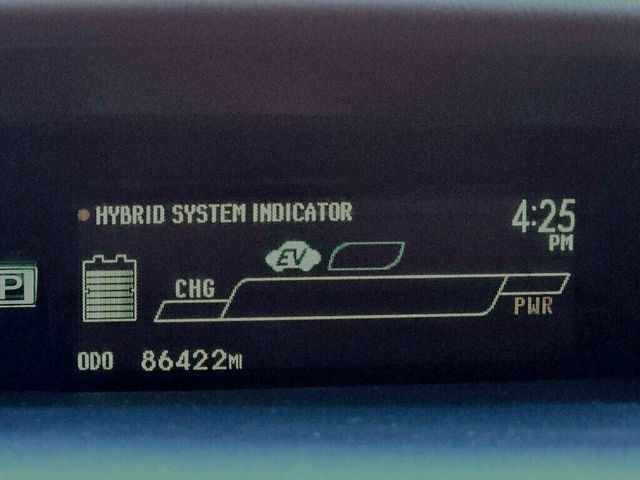 HYBRID SYSTEM INDICATOR
4:25
PM
EV
P
CHG
PWR
ODO 86422MI